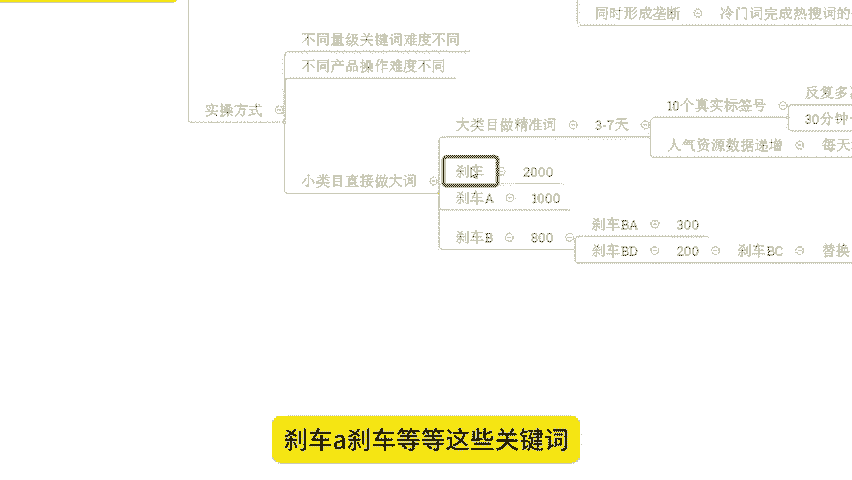 同时形成垄断 冷门词完成热搜词的
不同量级关键词难度不同
不同产品操作难度不同
反复多
实操方式
10个真实标签号
30分钟
大类目做精准词 3-7天
人气资源数据递增 每天
小类目直接做大词
刹车 2000
刹车A 1000
刹车B 800
刹车BA 300
刹车BD 200 刹车BC 替换
刹车a刹车等等这些关键词